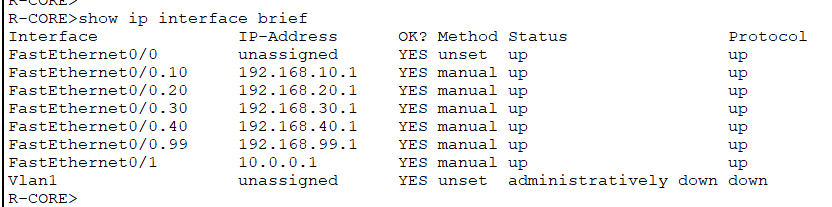 R-CORE>
R-CORE>show ip interface brief
Interface              IP-Address      OK? Method Status                Protocol
FastEthernet0/0        unassigned      YES unset  up                    up
FastEthernet0/0.10     192.168.10.1    YES manual up                    up
FastEthernet0/0.20     192.168.20.1    YES manual up                    up
FastEthernet0/0.30     192.168.30.1    YES manual up                    up
FastEthernet0/0.40     192.168.40.1    YES manual up                    up
FastEthernet0/0.99     192.168.99.1    YES manual up                    up
FastEthernet0/1        10.0.0.1        YES manual up                    up
Vlan1                  unassigned      YES unset  administratively down down
R-CORE>